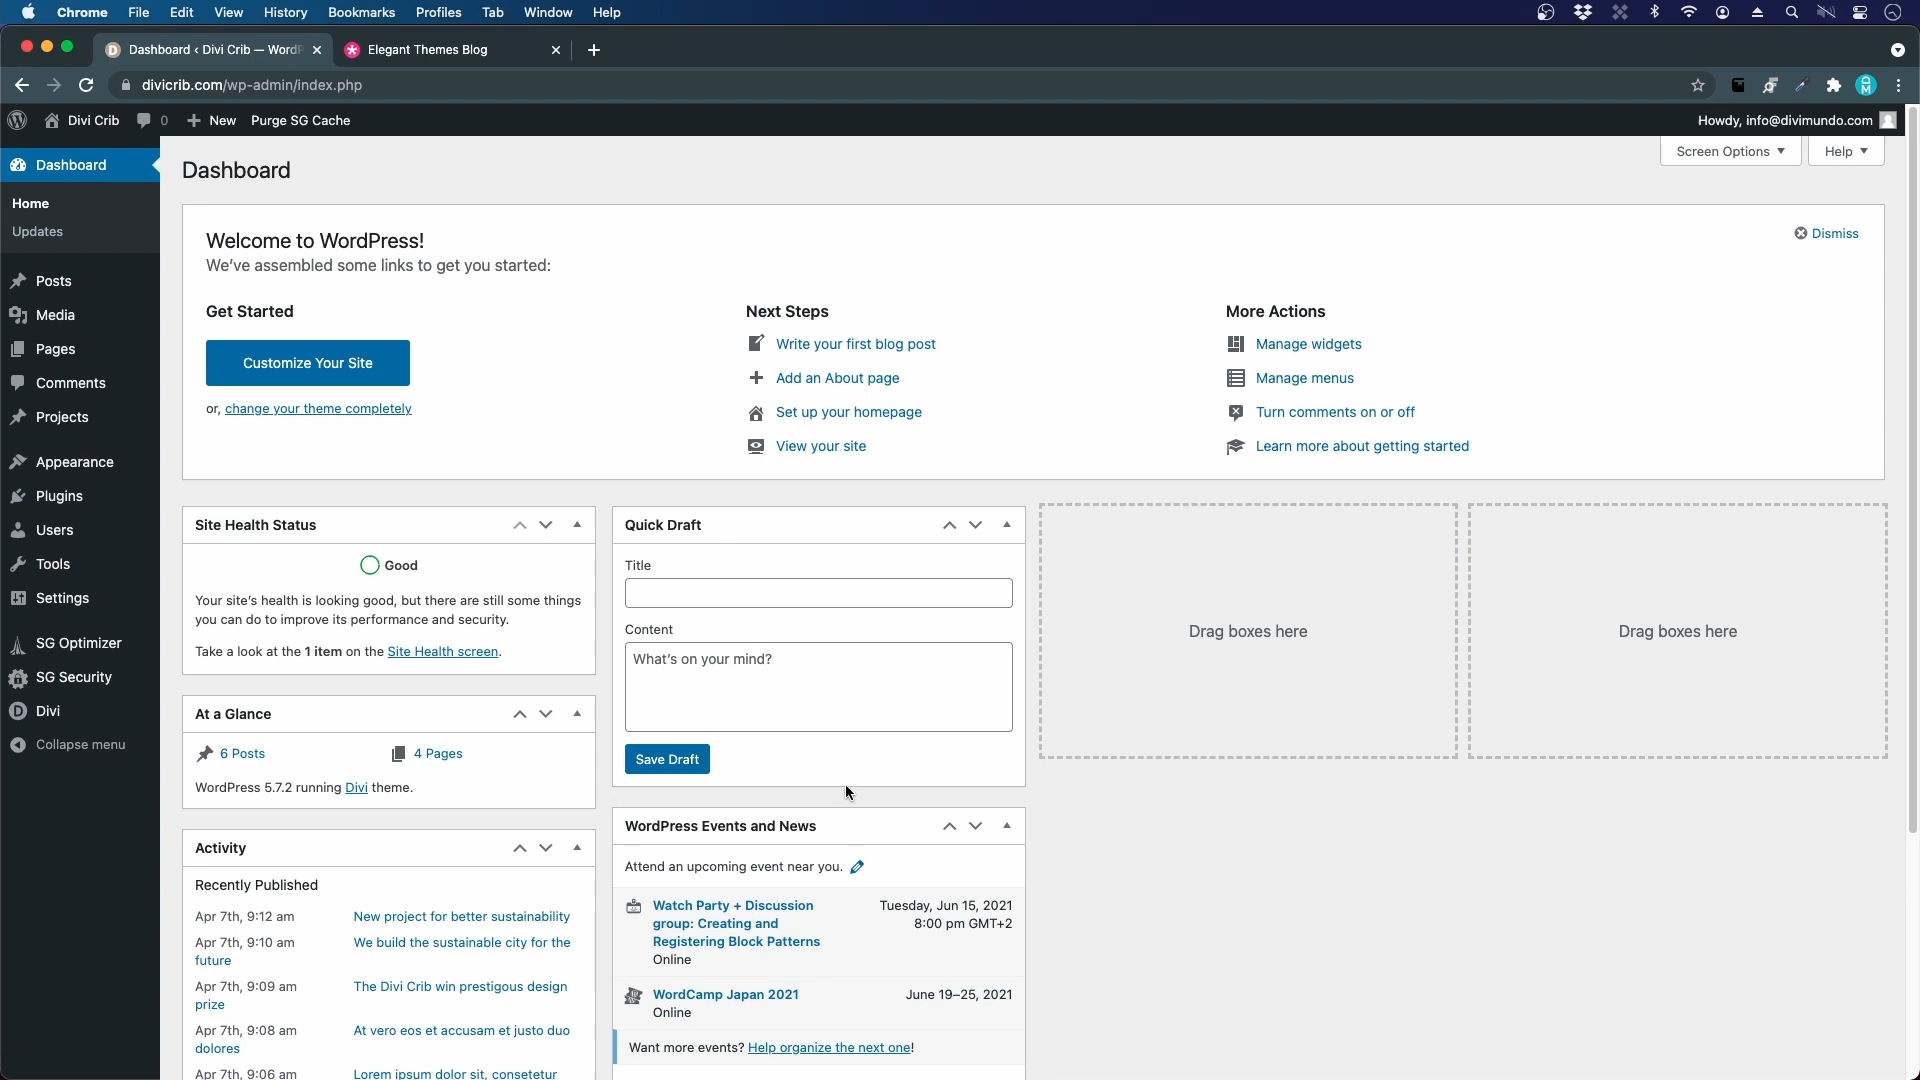 Chrome File Edit View History Bookmarks Profiles Tab Window Help
Dashboard ‹ Divi Crib — WordP
Elegant Themes Blog
divicrib.com/wp-admin/index.php
Divi Crib 0 New Purge SG Cache
Howdy, info@divimundo.com
Dashboard
Home
Updates
Posts
Media
Pages
Comments
Projects
Appearance
Plugins
Users
Tools
Settings
SG Optimizer
SG Security
Divi
Collapse menu
Screen Options
Help
Dashboard
Welcome to WordPress!
We've assembled some links to get you started:
Dismiss
Get Started
Customize Your Site
or, change your theme completely
Next Steps
Write your first blog post
Add an About page
Set up your homepage
View your site
More Actions
Manage widgets
Manage menus
Turn comments on or off
Learn more about getting started
Site Health Status
Good
Your site's health is looking good, but there are still some things
you can do to improve its performance and security.
Take a look at the 1 item on the Site Health screen.
At a Glance
6 Posts
4 Pages
WordPress 5.7.2 running Divi theme.
Activity
Recently Published
Apr 7th, 9:12 am New project for better sustainability
Apr 7th, 9:10 am We build the sustainable city for the
future
Apr 7th, 9:09 am The Divi Crib win prestigous design
prize
Apr 7th, 9:08 am At vero eos et accusam et justo duo
dolores
Apr 7th, 9:06 am Lorem ipsum dolor sit, consetetur
Quick Draft
Title
Content
What's on your mind?
Save Draft
WordPress Events and News
Attend an upcoming event near you.
Watch Party + Discussion
group: Creating and
Registering Block Patterns
Online
Tuesday, Jun 15, 2021
8:00 pm GMT+2
WordCamp Japan 2021
Online
June 19–25, 2021
Want more events? Help organize the next one!
Drag boxes here
Drag boxes here